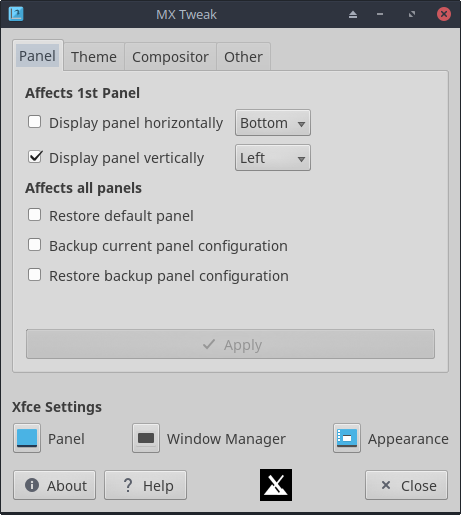 MX Tweak
Panel Theme Compositor Other
Affects 1st Panel
Display panel horizontally Bottom
Display panel vertically Left
Affects all panels
Restore default panel
Backup current panel configuration
Restore backup panel configuration
Apply
Xfce Settings
Panel Window Manager Appearance
About Help Close